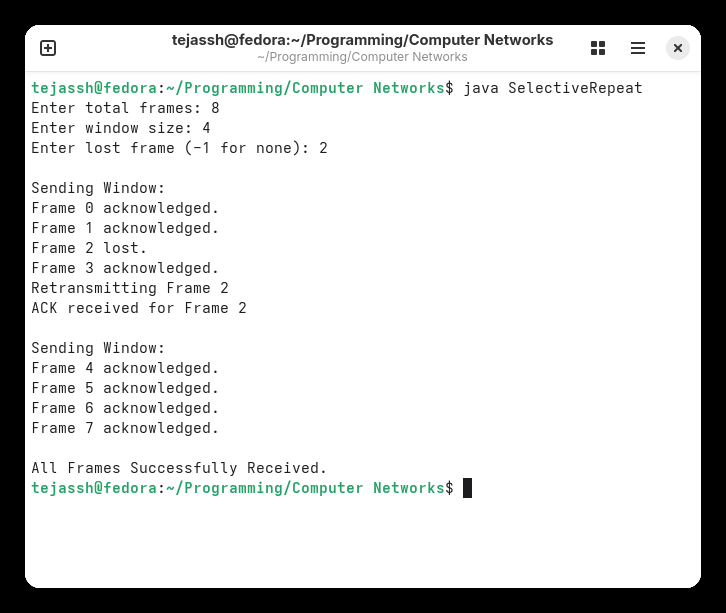 tejassh@fedora:~/Programming/Computer Networks
~/Programming/Computer Networks
tejassh@fedora:~/Programming/Computer Networks$ java SelectiveRepeat
Enter total frames: 8
Enter window size: 4
Enter lost frame (-1 for none): 2

Sending Window:
Frame 0 acknowledged.
Frame 1 acknowledged.
Frame 2 lost.
Frame 3 acknowledged.
Retransmitting Frame 2
ACK received for Frame 2

Sending Window:
Frame 4 acknowledged.
Frame 5 acknowledged.
Frame 6 acknowledged.
Frame 7 acknowledged.

All Frames Successfully Received.
tejassh@fedora:~/Programming/Computer Networks$